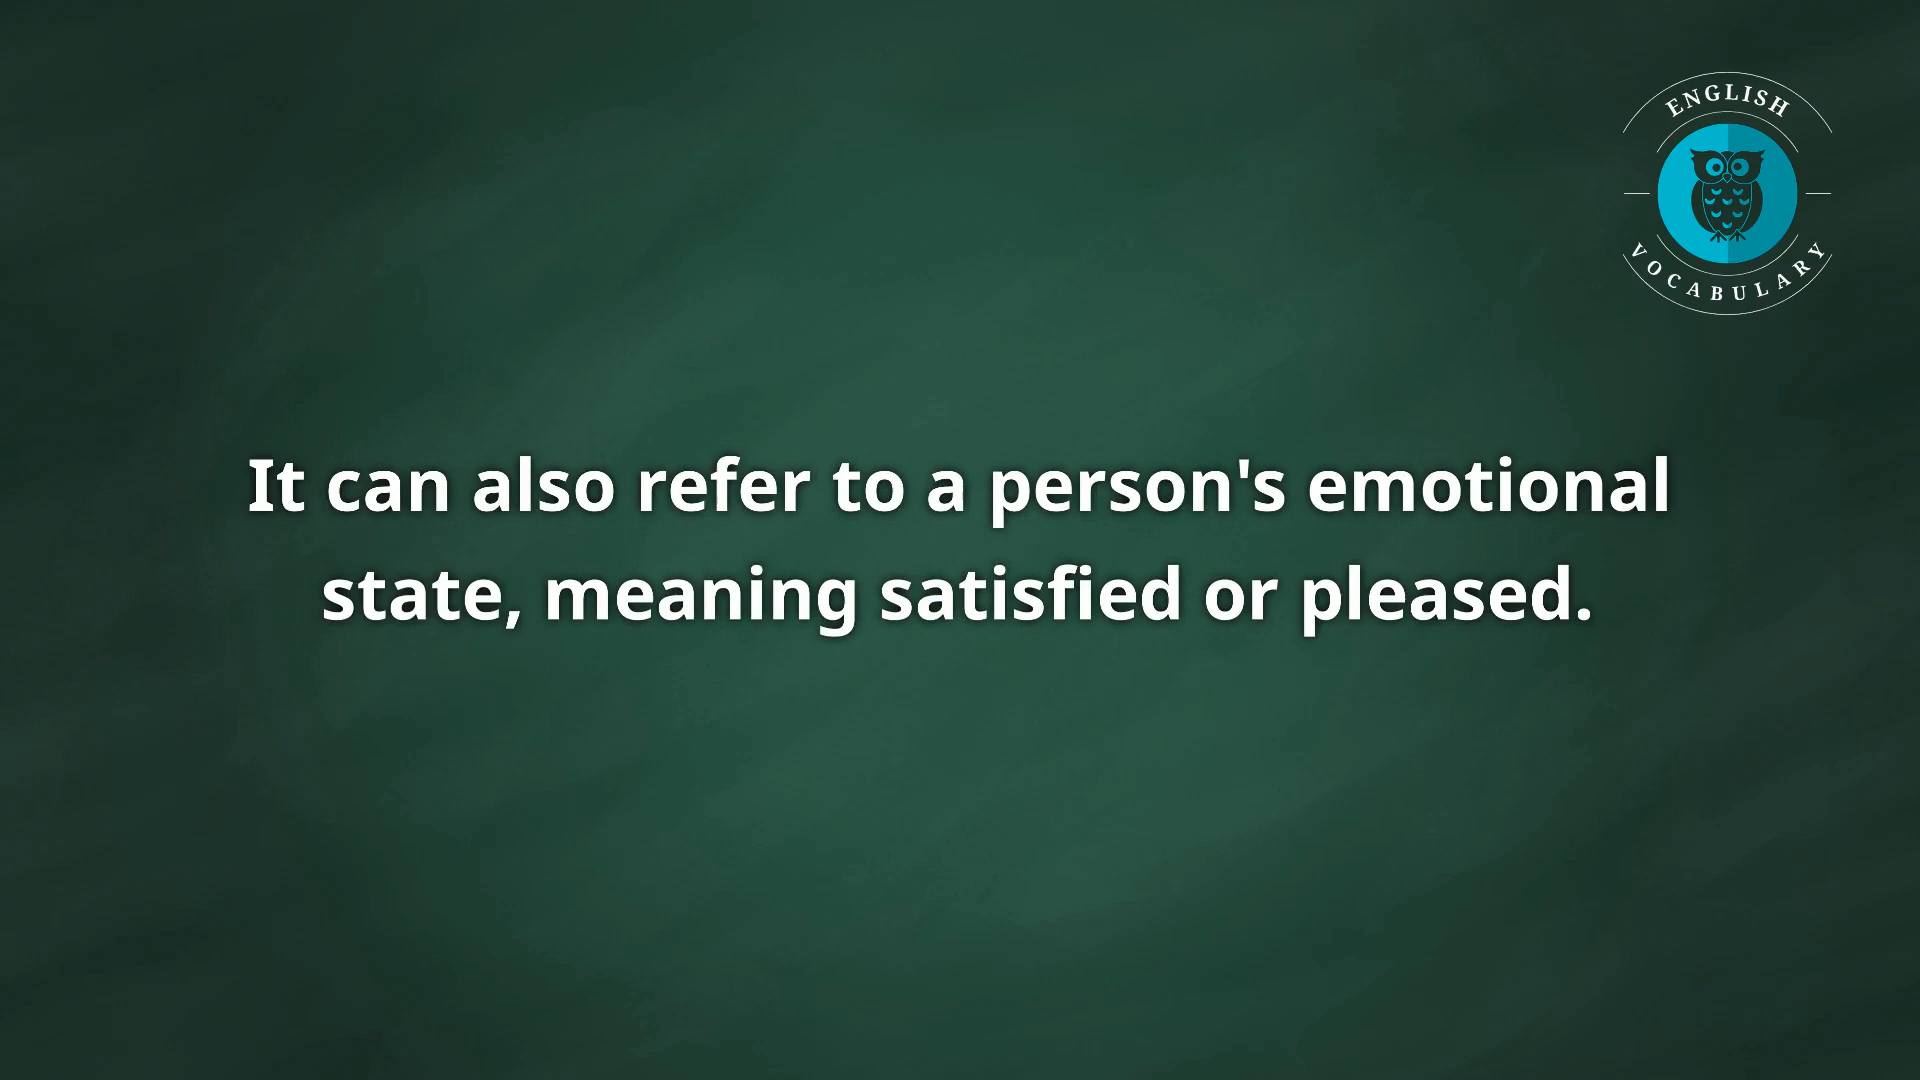 ENGLISH
VOCABULARY
It can also refer to a person's emotional
state, meaning satisfied or pleased.